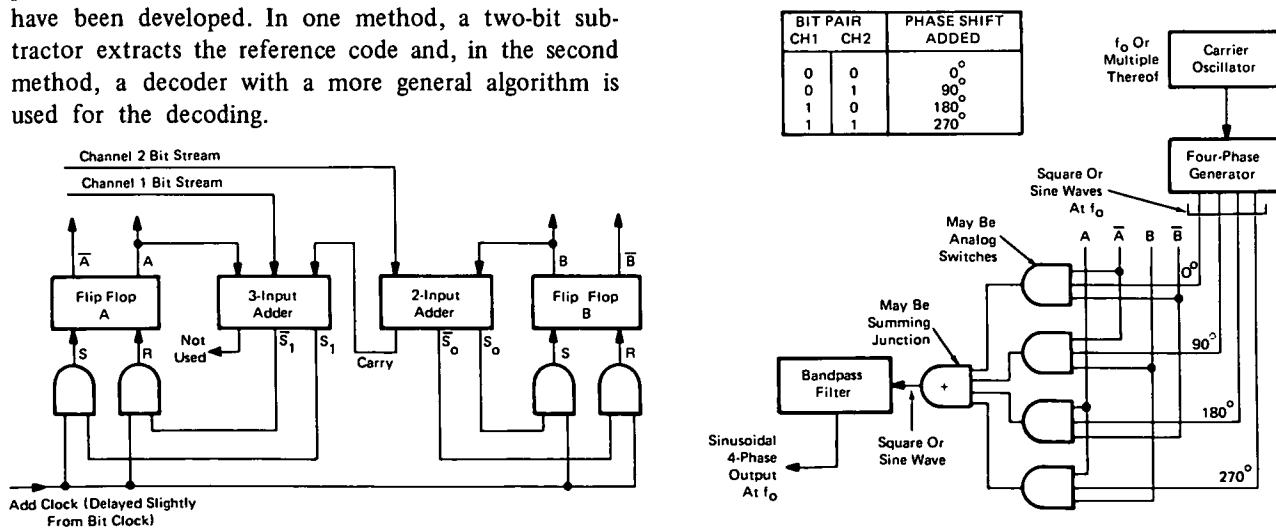 have been developed. In one method, a two-bit sub-
tractor extracts the reference code and, in the second
method, a decoder with a more general algorithm is
used for the decoding.
Channel 2 Bit Stream
Channel 1 Bit Stream
A̅
A
B
B̅
Flip Flop
A
3-Input
Adder
2-Input
Adder
Flip Flop
B
S
R
Not
Used
S̅1
S1
Carry
S̅o
So
S
R
Add Clock (Delayed Slightly
From Bit Clock)
BIT PAIR
CH1 CH2
PHASE SHIFT
ADDED
0 0 0°
0 1 90°
1 0 180°
1 1 270°
fo Or
Multiple
Thereof
Carrier
Oscillator
Four-Phase
Generator
Square Or
Sine Waves
At fo
May Be
Analog
Switches
A A̅ B B̅
0°
90°
180°
270°
May Be
Summing
Junction
+
Bandpass
Filter
Sinusoidal
4-Phase
Output
At fo
Square Or
Sine Wave